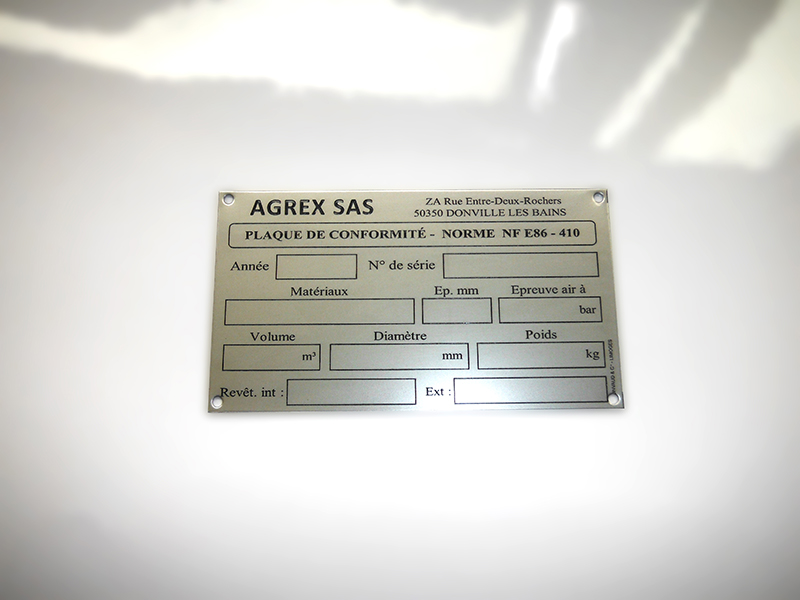 AGREX SAS
ZA Rue Entre-Deux-Rochers
50350 DONVILLE LES BAINS
PLAQUE DE CONFORMITÉ - NORME NF E86 - 410
Année N° de série
Matériaux Ep. mm Epreuve air à
bar
Volume Diamètre Poids
m³ mm kg
Revêt. int : Ext :
& C° - LIMOGES